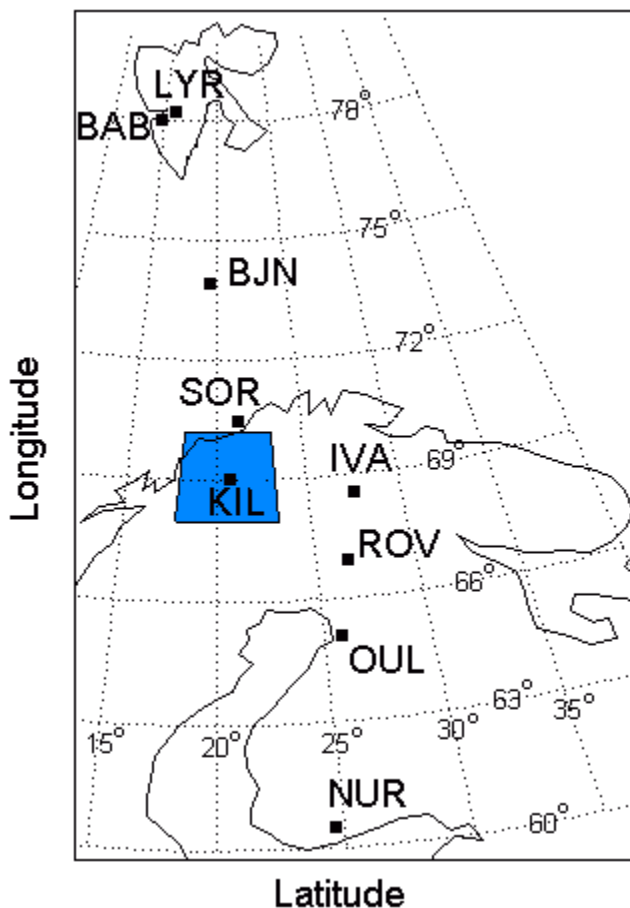 LYR
78°
BAB
75°
BJN
72°
SOR
IVA
69°
KIL
ROV
66°
OUL
63°
15° 20° 25° 30° 35°
NUR
60°
Longitude
Latitude